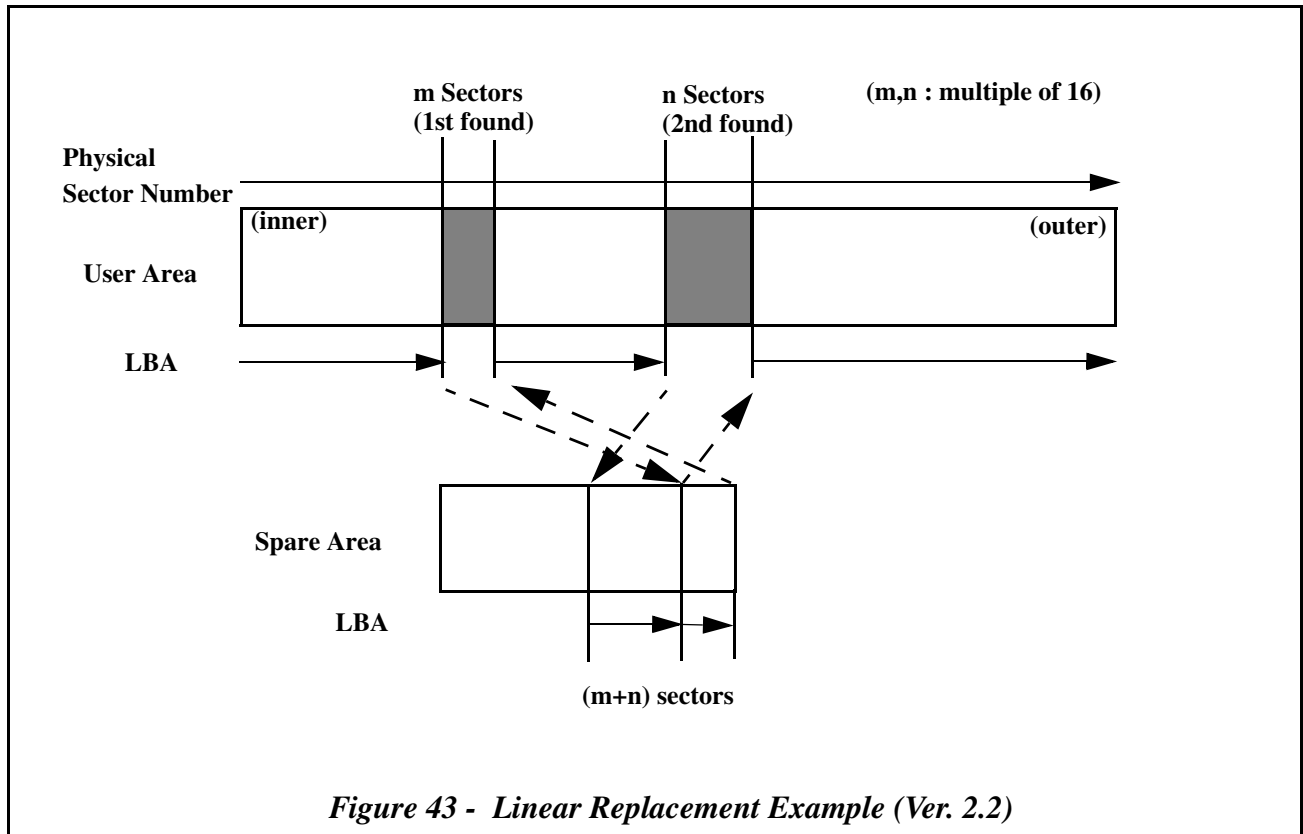 m Sectors
(1st found)
n Sectors
(2nd found)
(m,n : multiple of 16)
Physical
Sector Number
(inner)
(outer)
User Area
LBA
Spare Area
LBA
(m+n) sectors
Figure 43 - Linear Replacement Example (Ver. 2.2)